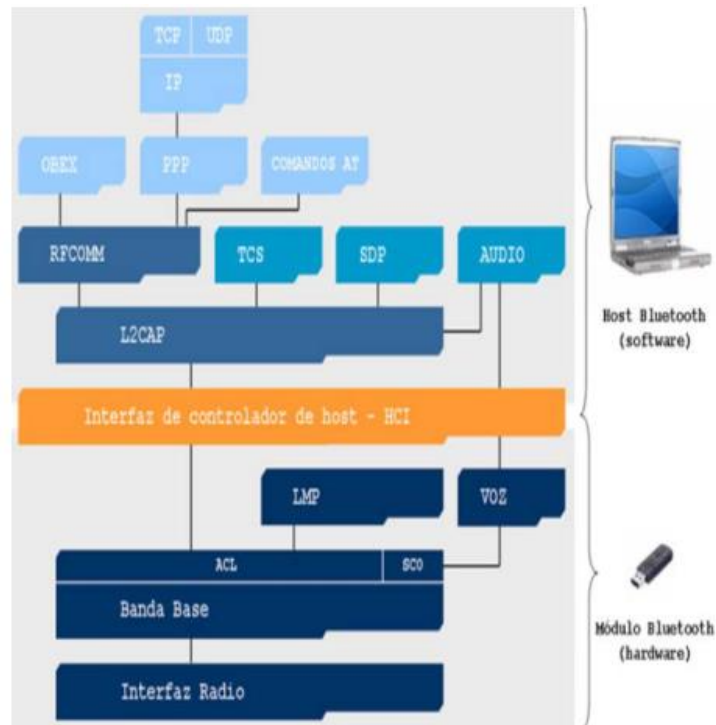 TCP UDP
IP
OBEX PPP COMANDOS AT
RFCOMM TCS SDP AUDIO
L2CAP
Host Bluetooth
(software)
Interfaz de controlador de host - HCI
LMP VOZ
ACL SCO
Banda Base
Módulo Bluetooth
(hardware)
Interfaz Radio